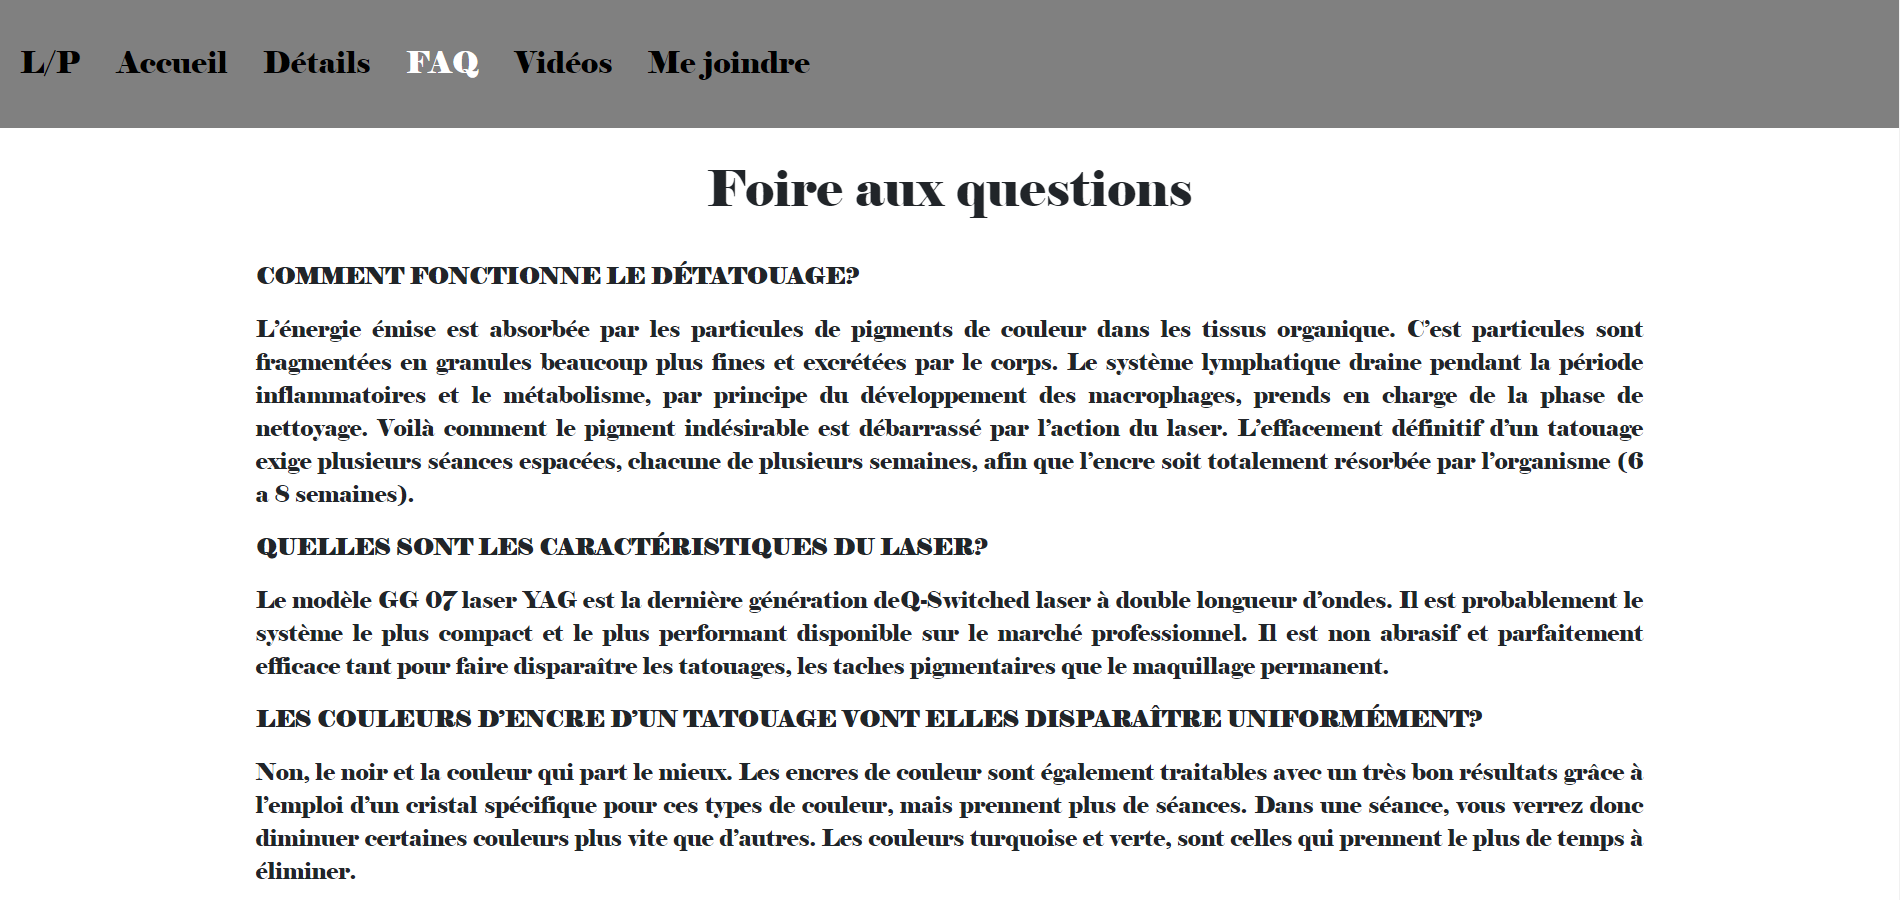 L/P Accueil Détails FAQ Vidéos Me joindre
Foire aux questions
COMMENT FONCTIONNE LE DÉTATOUAGE?
L’énergie émise est absorbée par les particules de pigments de couleur dans les tissus organique. C’est particules sont
fragmentées en granules beaucoup plus fines et excrétées par le corps. Le système lymphatique draine pendant la période
inflammatoires et le métabolisme, par principe du développement des macrophages, prends en charge de la phase de
nettoyage. Voilà comment le pigment indésirable est débarrassé par l’action du laser. L’effacement définitif d’un tatouage
exige plusieurs séances espacées, chacune de plusieurs semaines, afin que l’encre soit totalement résorbée par l’organisme (6
a 8 semaines).
QUELLES SONT LES CARACTÉRISTIQUES DU LASER?
Le modèle GG 07 laser YAG est la dernière génération deQ-Switched laser à double longueur d’ondes. Il est probablement le
système le plus compact et le plus performant disponible sur le marché professionnel. Il est non abrasif et parfaitement
efficace tant pour faire disparaître les tatouages, les taches pigmentaires que le maquillage permanent.
LES COULEURS D’ENCRE D’UN TATOUAGE VONT ELLES DISPARAÎTRE UNIFORMÉMENT?
Non, le noir et la couleur qui part le mieux. Les encres de couleur sont également traitables avec un très bon résultats grâce à
l’emploi d’un cristal spécifique pour ces types de couleur, mais prennent plus de séances. Dans une séance, vous verrez donc
diminuer certaines couleurs plus vite que d’autres. Les couleurs turquoise et verte, sont celles qui prennent le plus de temps à
éliminer.